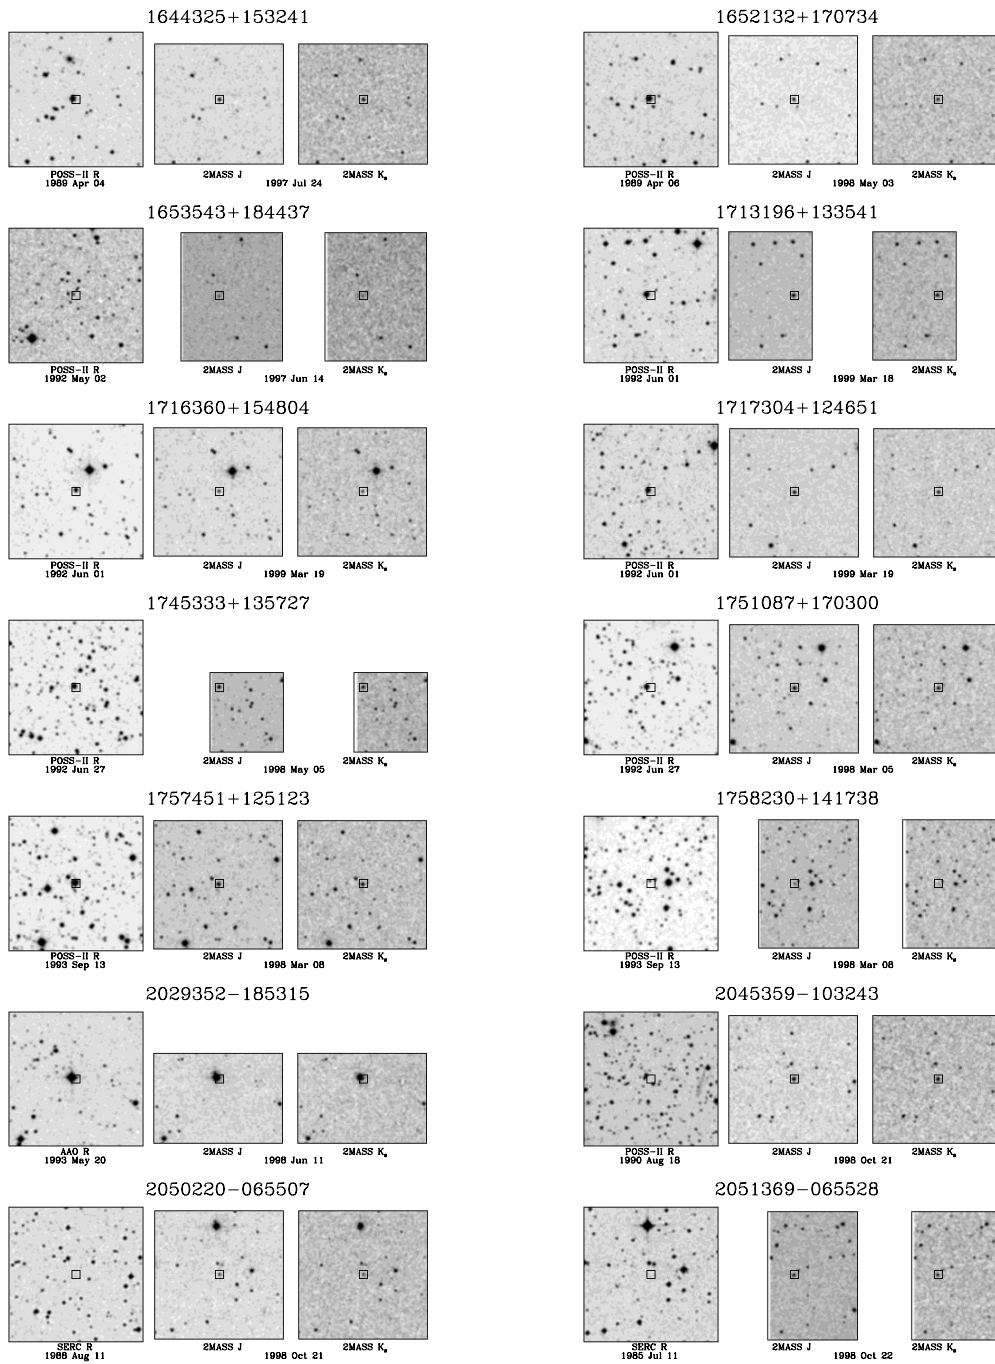 1644325+153241
1652132+170734
POSS-II R 2MASS J 2MASS Ks
1989 Apr 04 1997 Jul 24
POSS-II R 2MASS J 2MASS Ks
1989 Apr 06 1998 May 03
1653543+184437
1713196+133541
POSS-II R 2MASS J 2MASS Ks
1992 May 02 1997 Jun 14
POSS-II R 2MASS J 2MASS Ks
1992 Jun 01 1999 Mar 18
1716360+154804
1717304+124651
POSS-II R 2MASS J 2MASS Ks
1992 Jun 01 1999 Mar 19
POSS-II R 2MASS J 2MASS Ks
1992 Jun 01 1999 Mar 19
1745333+135727
1751087+170300
POSS-II R 2MASS J 2MASS Ks
1992 Jun 27 1998 May 05
POSS-II R 2MASS J 2MASS Ks
1992 Jun 27 1998 Mar 05
1757451+125123
1758230+141738
POSS-II R 2MASS J 2MASS Ks
1993 Sep 13 1998 Mar 08
POSS-II R 2MASS J 2MASS Ks
1993 Sep 13 1998 Mar 08
2029352-185315
2045359-103243
AAO R 2MASS J 2MASS Ks
1993 May 20 1998 Jun 11
POSS-II R 2MASS J 2MASS Ks
1990 Aug 18 1998 Oct 21
2050220-065507
2051369-065528
SERC R 2MASS J 2MASS Ks
1988 Aug 11 1998 Oct 21
SERC R 2MASS J 2MASS Ks
1985 Jul 11 1998 Oct 22